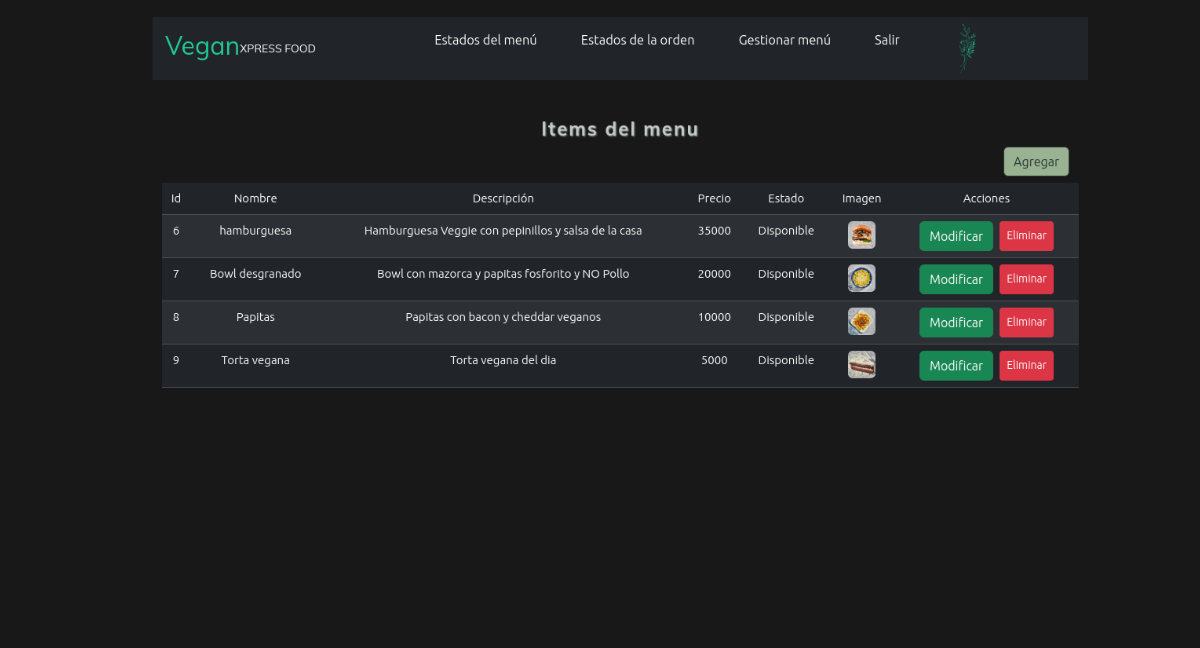 VeganXPRESS FOOD Estados del menú Estados de la orden Gestionar menú Salir
Items del menu
Agregar
Id Nombre Descripción Precio Estado Imagen Acciones
6 hamburguesa Hamburguesa Veggie con pepinillos y salsa de la casa 35000 Disponible Modificar Eliminar
7 Bowl desgranado Bowl con mazorca y papitas fosforito y NO Pollo 20000 Disponible Modificar Eliminar
8 Papitas Papitas con bacon y cheddar veganos 10000 Disponible Modificar Eliminar
9 Torta vegana Torta vegana del dia 5000 Disponible Modificar Eliminar